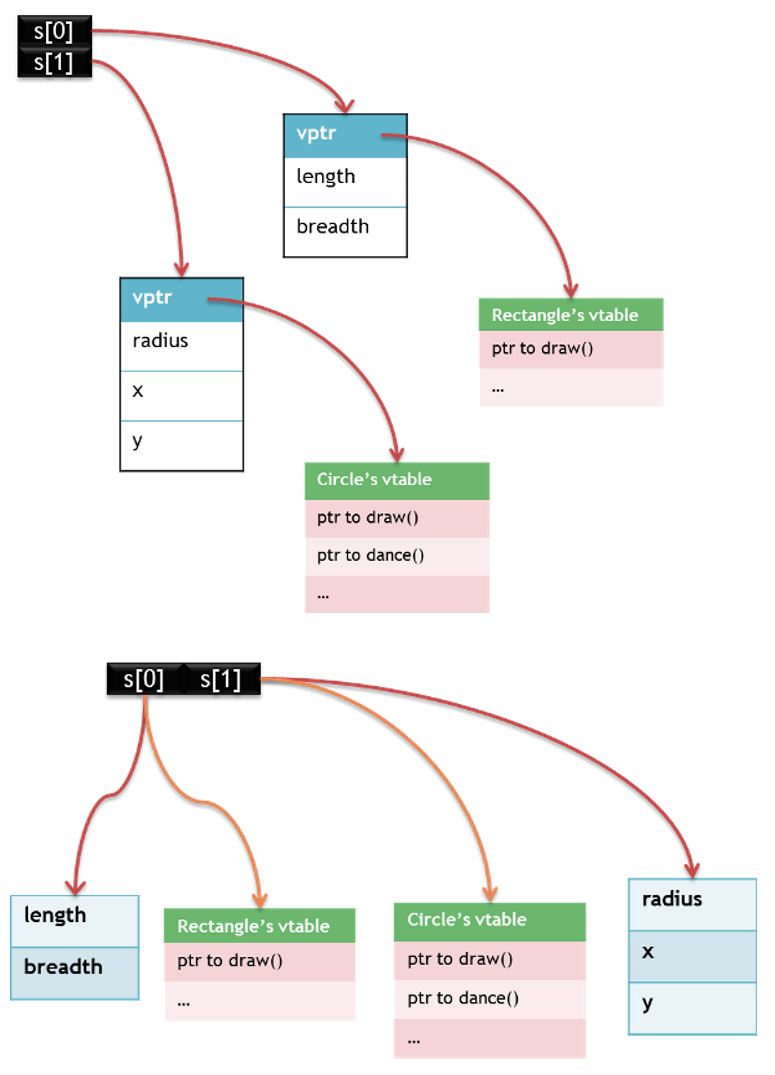 s[0]
s[1]
vptr
length
breadth
vptr
radius
x
y
Rectangle's vtable
ptr to draw()
...
Circle's vtable
ptr to draw()
ptr to dance()
...
s[0] s[1]
length
breadth
Rectangle's vtable
ptr to draw()
...
Circle's vtable
ptr to draw()
ptr to dance()
...
radius
x
y